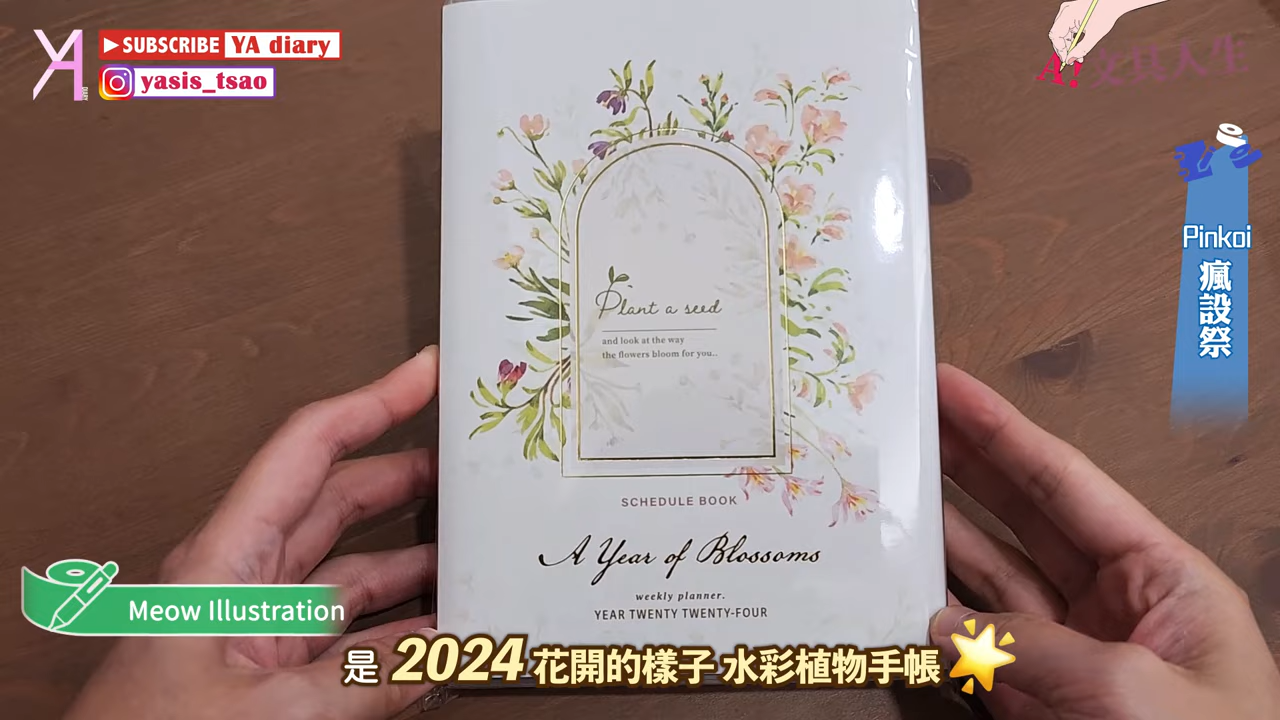 YA
DIARY
SUBSCRIBE YA diary
yasis_tsao
A! 文具人生
Pinkoi
瘋設祭
Plant a seed
and look at the way
the flowers bloom for you..
SCHEDULE BOOK
A Year of Blossoms
weekly planner.
YEAR TWENTY TWENTY-FOUR
Meow Illustration
是 2024 花開的樣子 水彩植物手帳